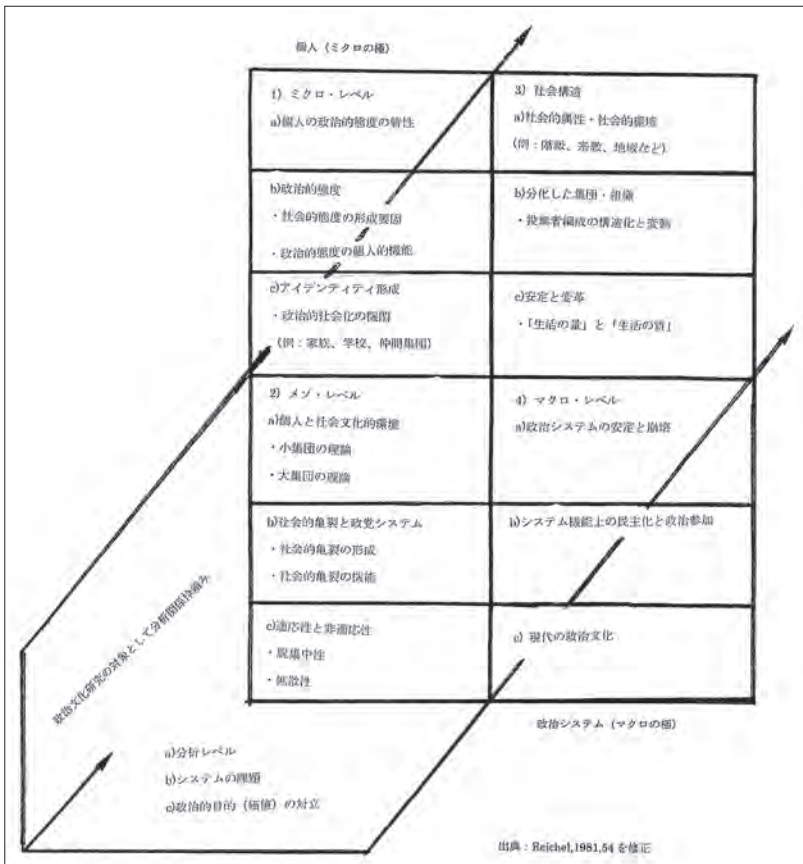 個人（ミクロの極）
1) ミクロ・レベル
a)個人の政治的態度の特性
b)政治的態度
・社会的態度の形成要因
・政治的態度の個人的機能
c)アイデンティティ形成
・政治的社会化の機関
(例：家族、学校、仲間集団)
2) メゾ・レベル
a)個人と社会文化的環境
・小集団の理論
・大集団の理論
b)社会的亀裂と政党システム
・社会的亀裂の形成
・社会的亀裂の機能
c)適応性と非適応性
・脱集中性
・拡散性
3) 社会構造
a)社会的属性・社会的環境
(例：階級、宗教、地域など)
b)分化した集団・組織
・投票者編成の構造化と変動
c)安定と変革
・「生活の量」と「生活の質」
4) マクロ・レベル
a)政治システムの安定と崩壊
b)システム機能上の民主化と政治参加
c) 現代の政治文化
政治システム（マクロの極）
政治文化研究の対象として分析関係枠組み
a)分析レベル
b)システムの課題
c)政治的目的（価値）の対立
出典：Reichel,1981,54 を修正